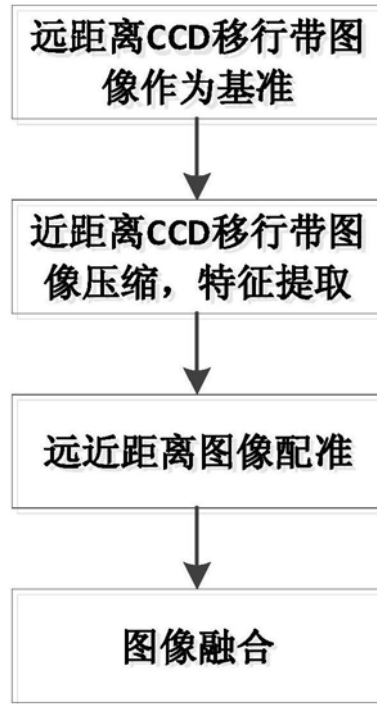 远距离CCD移行带图
像作为基准
近距离CCD移行带图
像压缩，特征提取
远近距离图像配准
图像融合